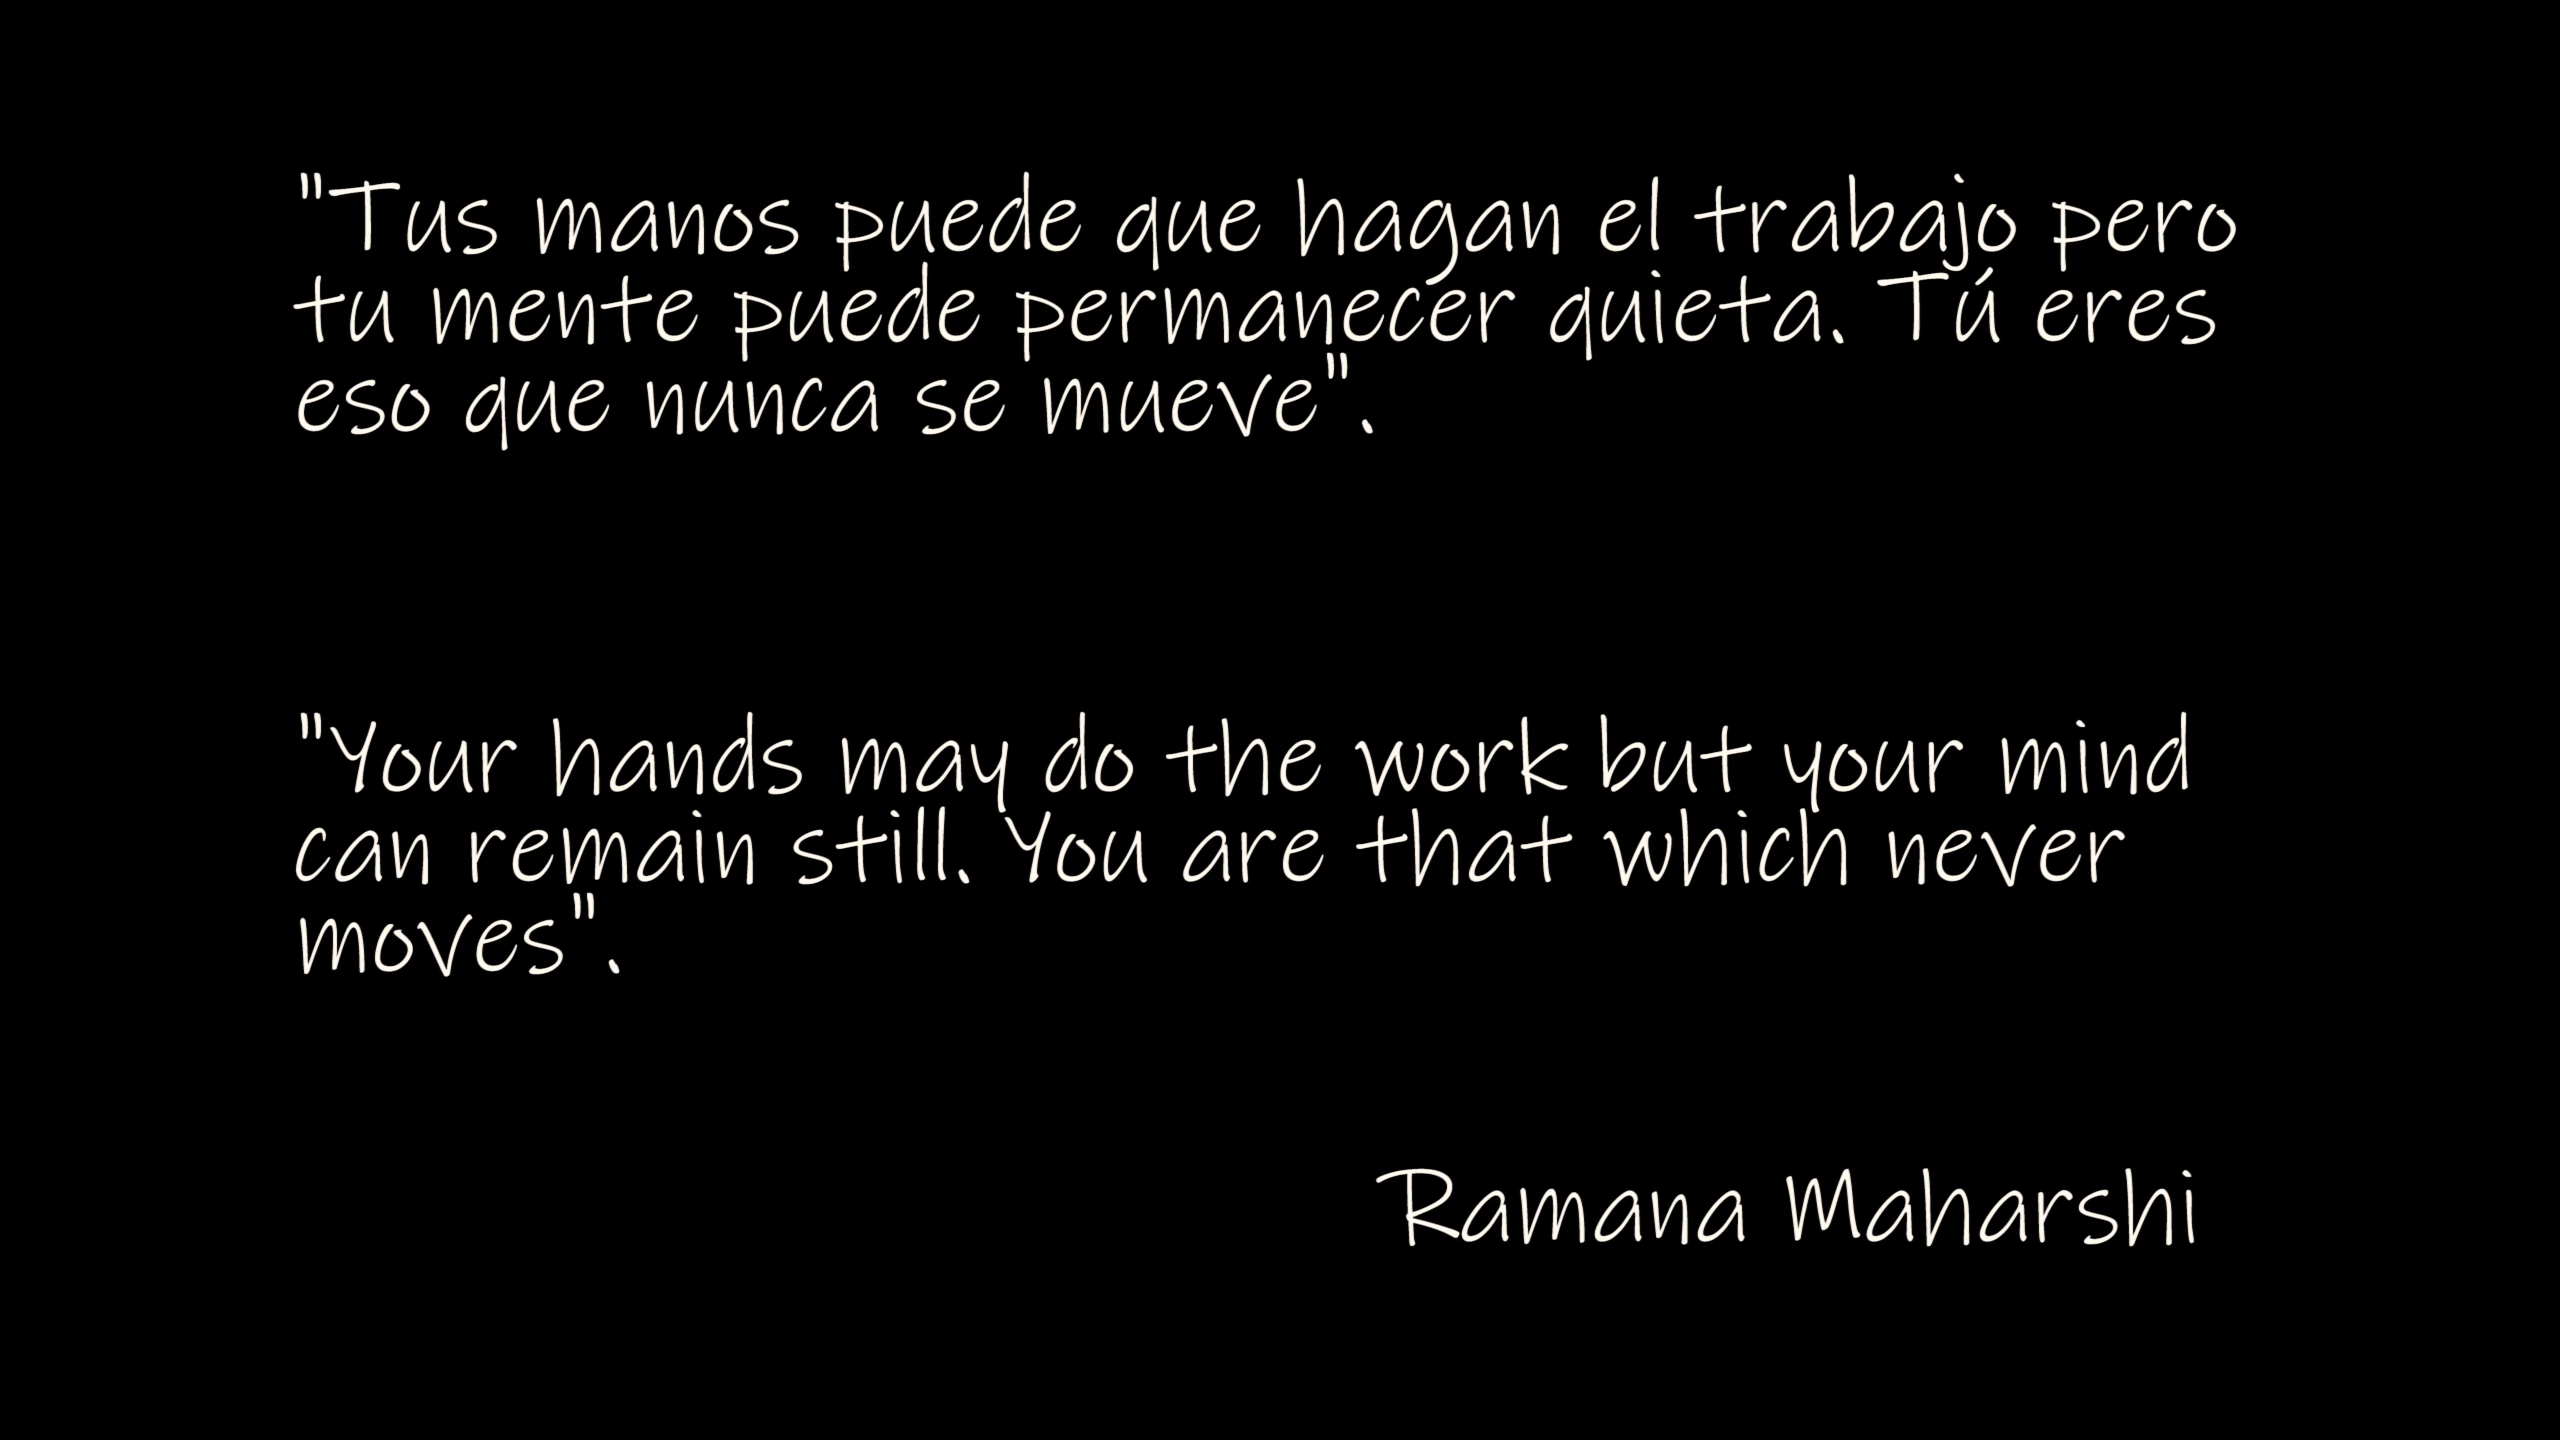 "Tus manos puede que hagan el trabajo pero
tu mente puede permanecer quieta. Tú eres
eso que nunca se mueve".
"Your hands may do the work but your mind
can remain still. You are that which never
moves".
Ramana Maharshi